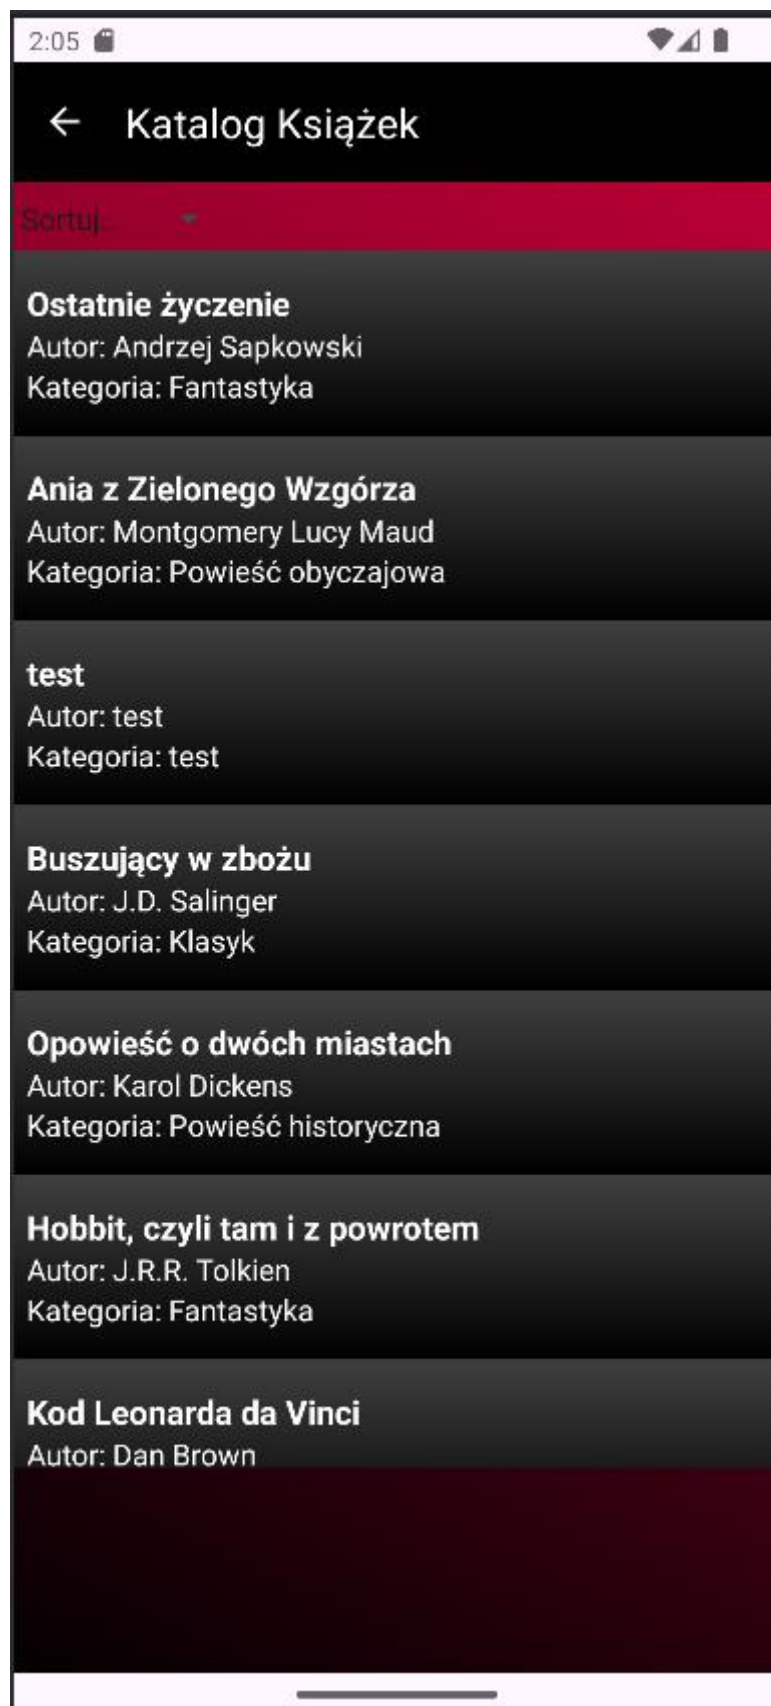 2:05
Katalog Książek
Sortuj...
Ostatnie życzenie
Autor: Andrzej Sapkowski
Kategoria: Fantastyka
Ania z Zielonego Wzgórza
Autor: Montgomery Lucy Maud
Kategoria: Powieść obyczajowa
test
Autor: test
Kategoria: test
Buszujący w zbożu
Autor: J.D. Salinger
Kategoria: Klasyk
Opowieść o dwóch miastach
Autor: Karol Dickens
Kategoria: Powieść historyczna
Hobbit, czyli tam i z powrotem
Autor: J.R.R. Tolkien
Kategoria: Fantastyka
Kod Leonarda da Vinci
Autor: Dan Brown